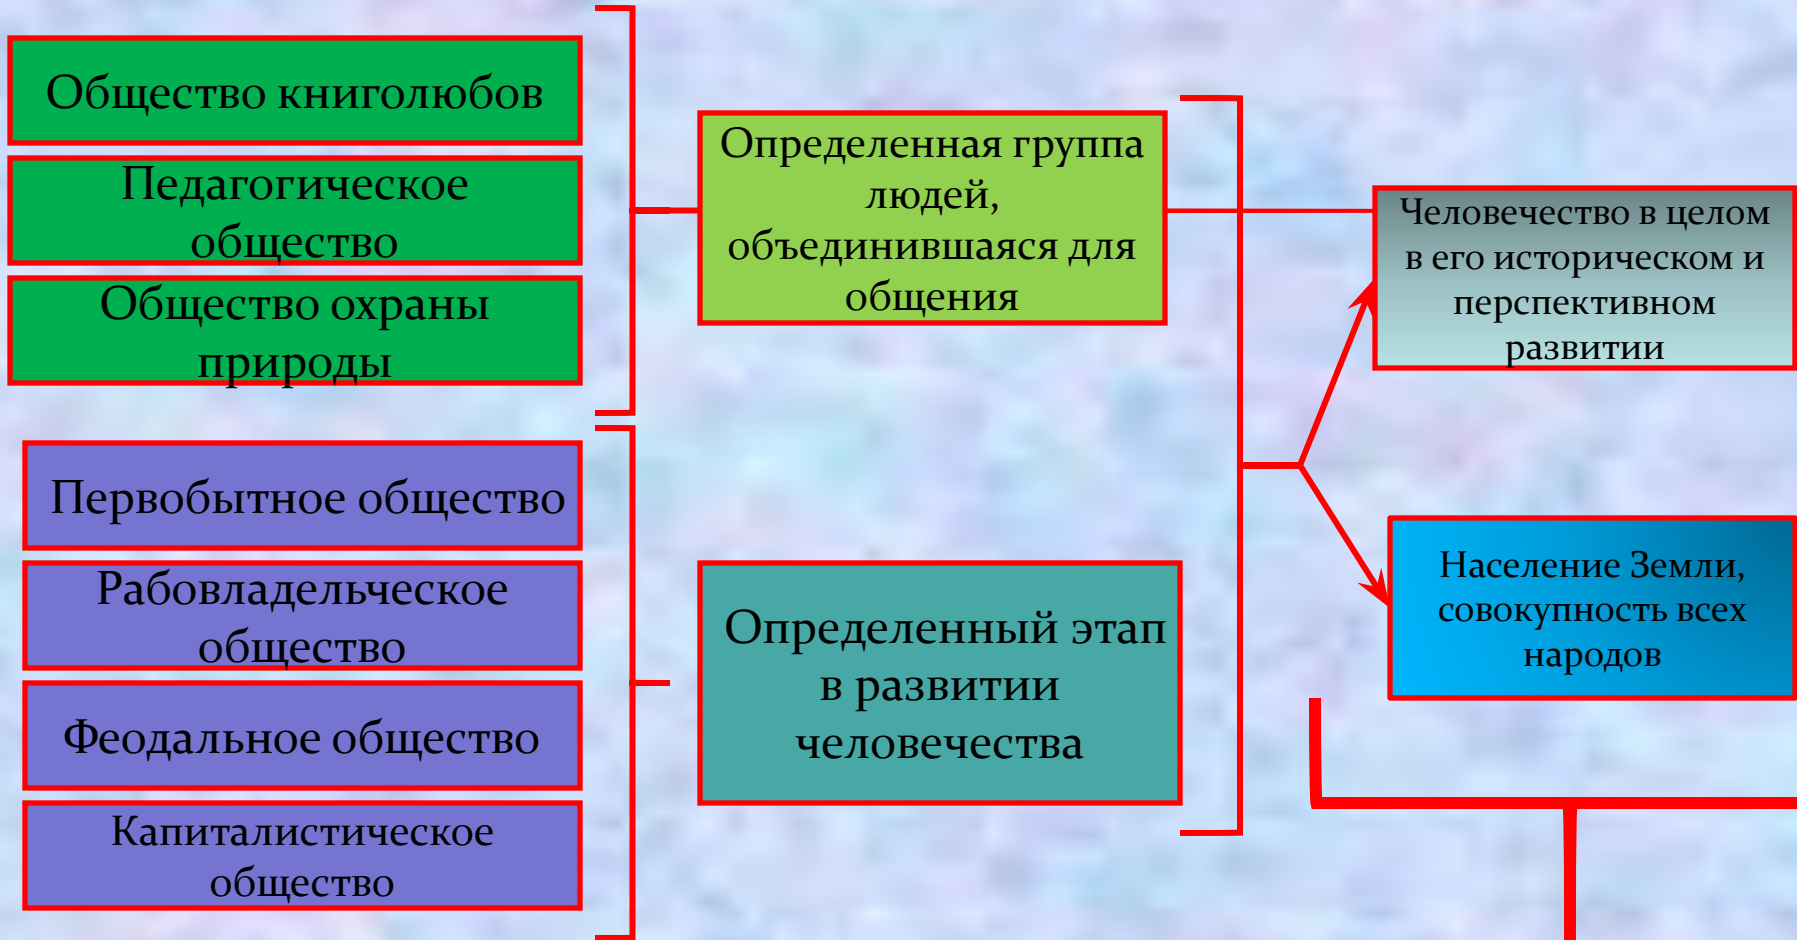 Общество книголюбов
Педагогическое
общество
Общество охраны
природы
Первобытное общество
Рабовладельческое
общество
Феодальное общество
Капиталистическое
общество
Определенная группа
людей,
объединившаяся для
общения
Определенный этап
в развитии
человечества
Человечество в целом
в его историческом и
перспективном
развитии
Население Земли,
совокупность всех
народов